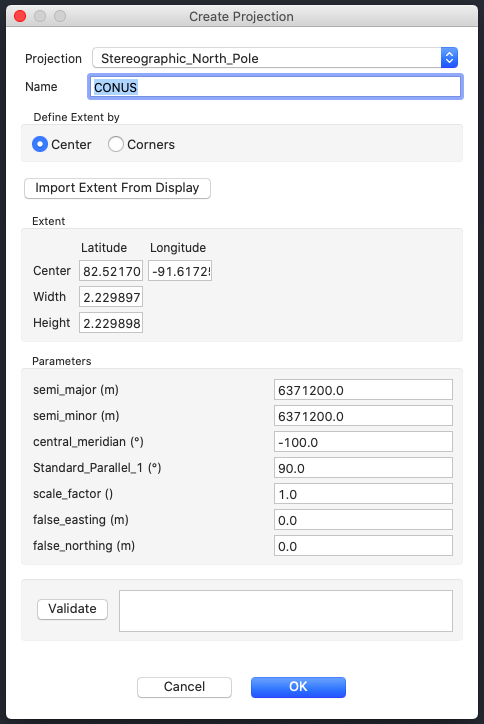 Create Projection
Projection Stereographic_North_Pole
Name CONUS
Define Extent by
Center Corners
Import Extent From Display
Extent
Latitude Longitude
Center 82.52170 -91.6172
Width 2.229897
Height 2.229898
Parameters
semi_major (m) 6371200.0
semi_minor (m) 6371200.0
central_meridian (°) -100.0
Standard_Parallel_1 (°) 90.0
scale_factor () 1.0
false_easting (m) 0.0
false_northing (m) 0.0
Validate
Cancel OK